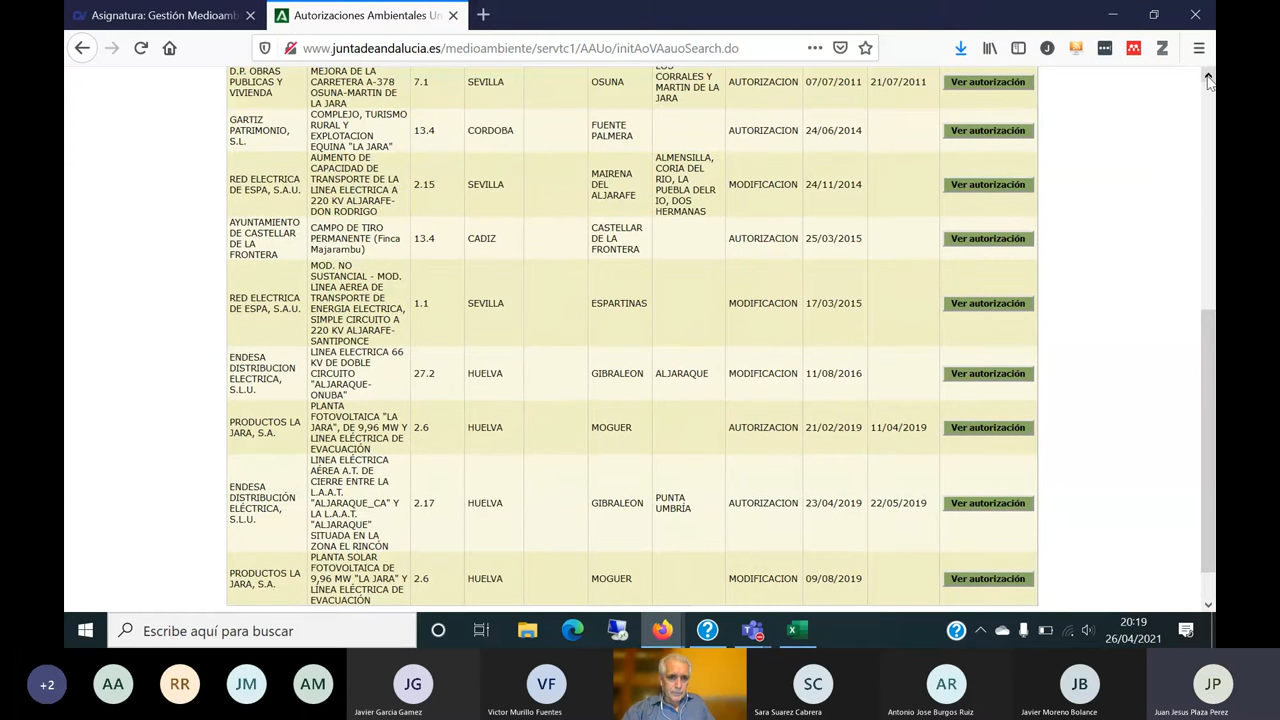 Asignatura: Gestión Medioamb
Autorizaciones Ambientales Un
www.juntadeandalucia.es/medioambiente/servtc1/AAUo/initAoVAauoSearch.do
D.P. OBRAS
PUBLICAS Y
VIVIENDA
MEJORA DE LA
CARRETERA A-378
OSUNA-MARTIN DE
LA JARA
7.1
SEVILLA
OSUNA
LOS
CORRALES Y
MARTIN DE LA
JARA
AUTORIZACION
07/07/2011
21/07/2011
Ver autorización
GARTIZ
PATRIMONIO,
S.L.
COMPLEJO, TURISMO
RURAL Y
EXPLOTACION
EQUINA "LA JARA"
13.4
CORDOBA
FUENTE
PALMERA
AUTORIZACION
24/06/2014
Ver autorización
RED ELECTRICA
DE ESPA, S.A.U.
AUMENTO DE
CAPACIDAD DE
TRANSPORTE DE LA
LINEA ELECTRICA A
220 KV ALJARAFE-
DON RODRIGO
2.15
SEVILLA
MAIRENA
DEL
ALJARAFE
ALMENSILLA,
CORIA DEL
RIO, LA
PUEBLA DELR
IO, DOS
HERMANAS
MODIFICACION
24/11/2014
Ver autorización
AYUNTAMIENTO
DE CASTELLAR
DE LA
FRONTERA
CAMPO DE TIRO
PERMANENTE (Finca
Majarambu)
13.4
CADIZ
CASTELLAR
DE LA
FRONTERA
AUTORIZACION
25/03/2015
Ver autorización
RED ELECTRICA
DE ESPA, S.A.U.
MOD. NO
SUSTANCIAL - MOD.
LINEA AEREA DE
TRANSPORTE DE
ENERGIA ELECTRICA,
SIMPLE CIRCUITO A
220 KV ALJARAFE-
SANTIPONCE
1.1
SEVILLA
ESPARTINAS
MODIFICACION
17/03/2015
Ver autorización
ENDESA
DISTRIBUCION
ELECTRICA,
S.L.U.
LINEA ELECTRICA 66
KV DE DOBLE
CIRCUITO
"ALJARAQUE-
ONUBA"
27.2
HUELVA
GIBRALEON
ALJARAQUE
MODIFICACION
11/08/2016
Ver autorización
PRODUCTOS LA
JARA, S.A.
PLANTA
FOTOVOLTAICA "LA
JARA", DE 9,96 MW Y
LINEA ELÉCTRICA DE
EVACUACIÓN
2.6
HUELVA
MOGUER
AUTORIZACION
21/02/2019
11/04/2019
Ver autorización
ENDESA
DISTRIBUCIÓN
ELÉCTRICA,
S.L.U.
LINEA ELÉCTRICA
AÉREA A.T. DE
CIERRE ENTRE LA
L.A.A.T.
"ALJARAQUE_CA" Y
LA L.A.A.T.
"ALJARAQUE"
SITUADA EN LA
ZONA EL RINCÓN
2.17
HUELVA
GIBRALEON
PUNTA
UMBRÍA
AUTORIZACION
23/04/2019
22/05/2019
Ver autorización
PRODUCTOS LA
JARA, S.A.
PLANTA SOLAR
FOTOVOLTAICA DE
9,96 MW "LA JARA" Y
LÍNEA ELÉCTRICA DE
EVACUACIÓN
2.6
HUELVA
MOGUER
MODIFICACION
09/08/2019
Ver autorización
Escribe aquí para buscar
20:19
26/04/2021
+2
AA
RR
JM
AM
JG
Javier Garcia Gamez
VF
Victor Murillo Fuentes
SC
Sara Suarez Cabrera
AR
Antonio Jose Burgos Ruiz
JB
Javier Moreno Bolance
JP
Juan Jesus Plaza Perez